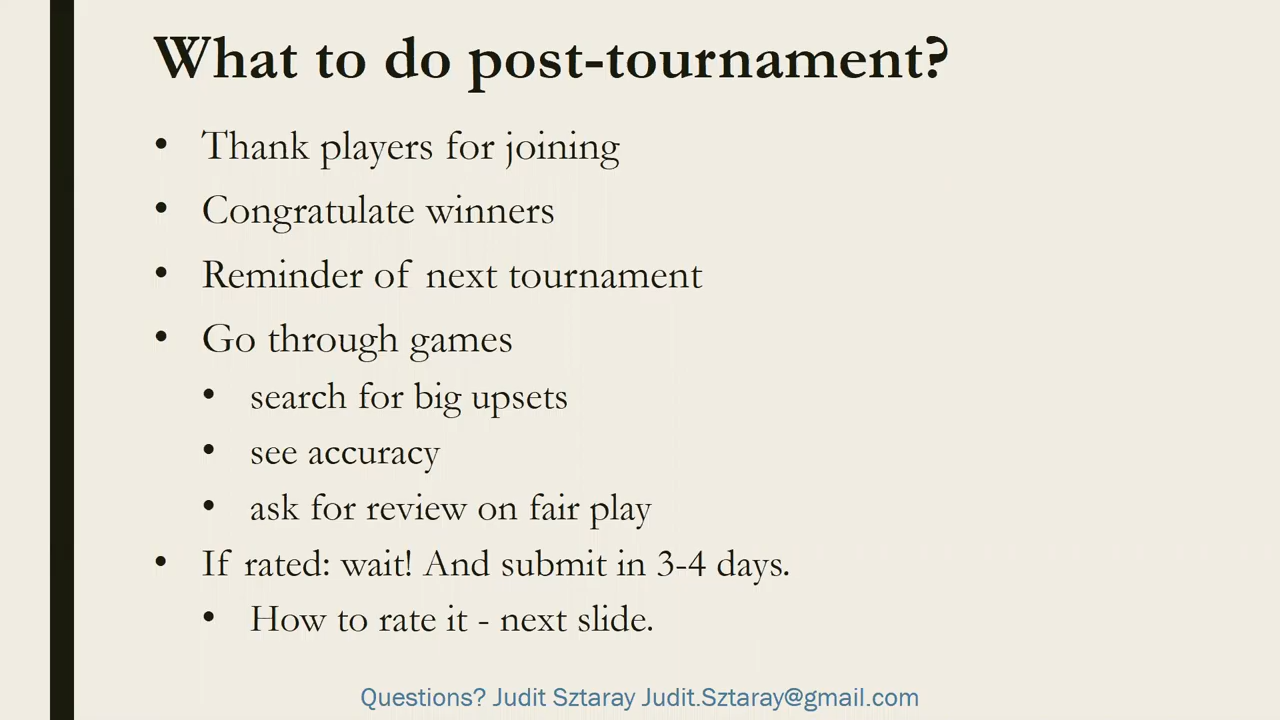 What to do post-tournament?
• Thank players for joining
• Congratulate winners
• Reminder of next tournament
• Go through games
• search for big upsets
• see accuracy
• ask for review on fair play
• If rated: wait! And submit in 3-4 days.
• How to rate it - next slide.
Questions? Judit Sztaray Judit.Sztaray@gmail.com